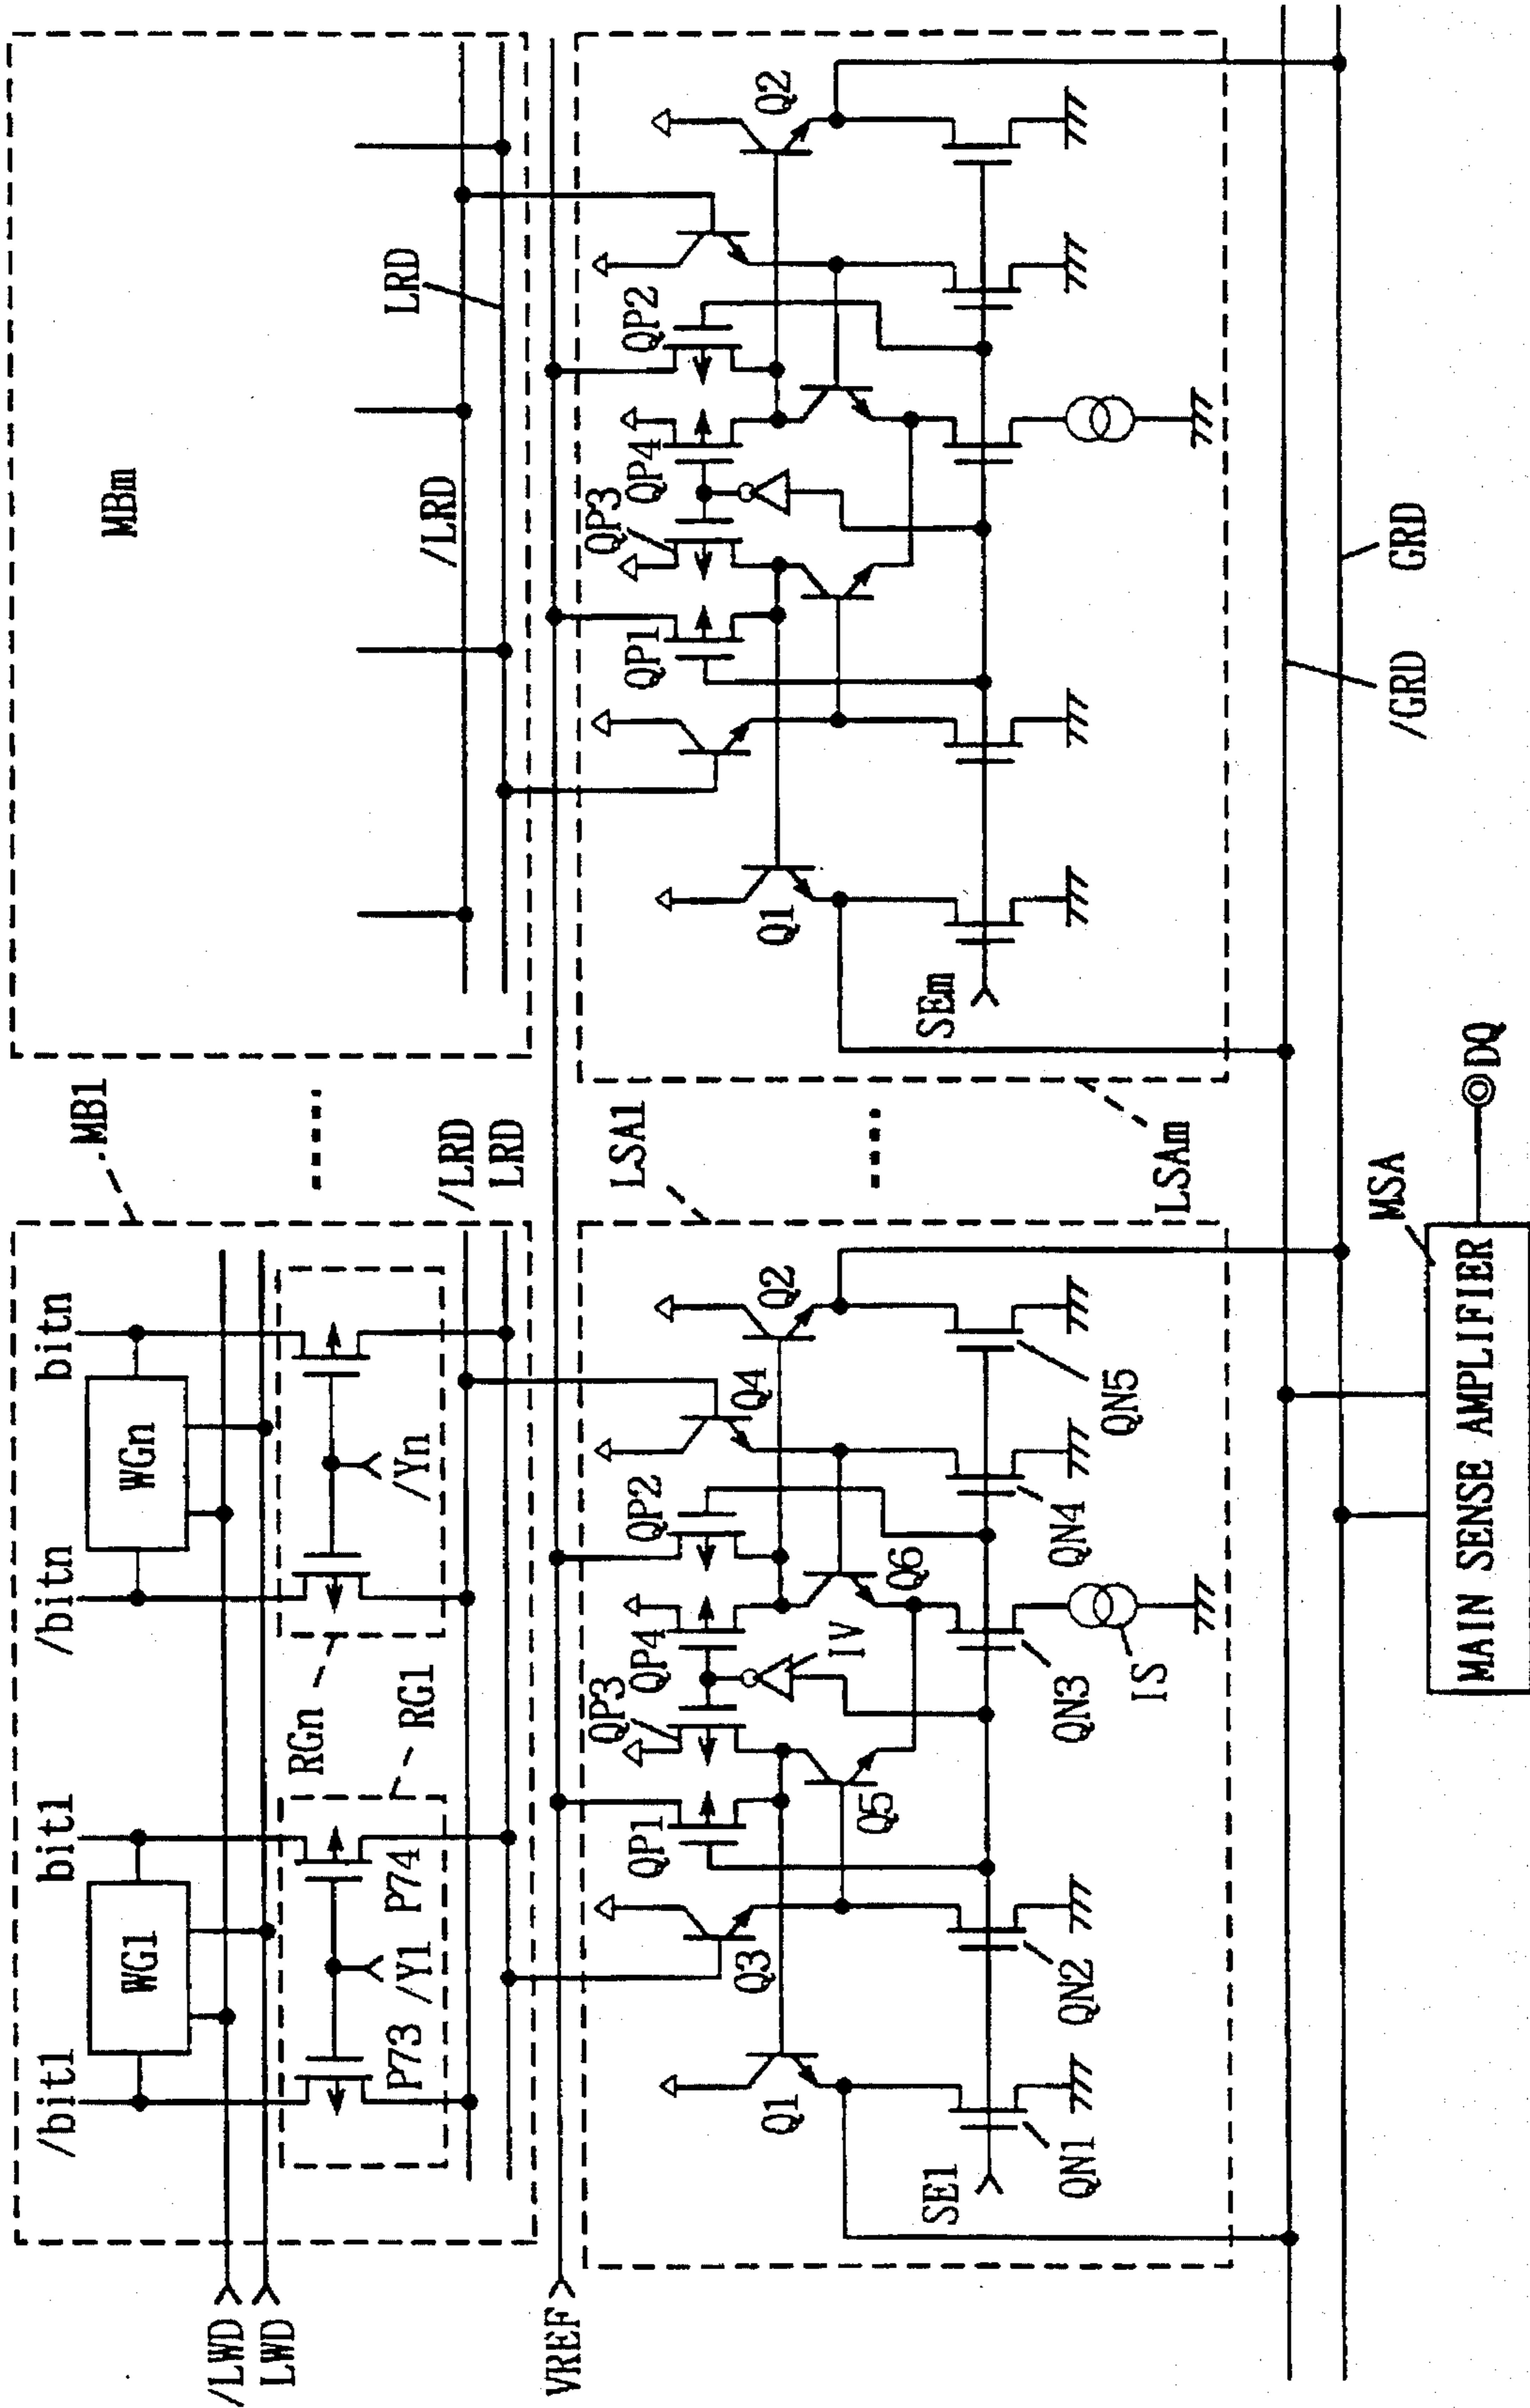 /bit1
bit1
/bitn
bitn
MB1
MBm
WG1
WGn
/LWD
LWD
P73
/Y1
P74
RG1
RGn
/Yn
/LRD
LRD
/LRD
LRD
VREF
LSA1
Q3
QP1
QP3
QP4
QP2
Q4
Q1
Q5
IV
Q6
Q2
SE1
QN1
QN2
QN3
IS
QN4
QN5
QP1
QP3
QP4
QP2
Q1
Q2
SEm
LSAm
/GRD
GRD
MSA
MAIN SENSE AMPLIFIER
DQ